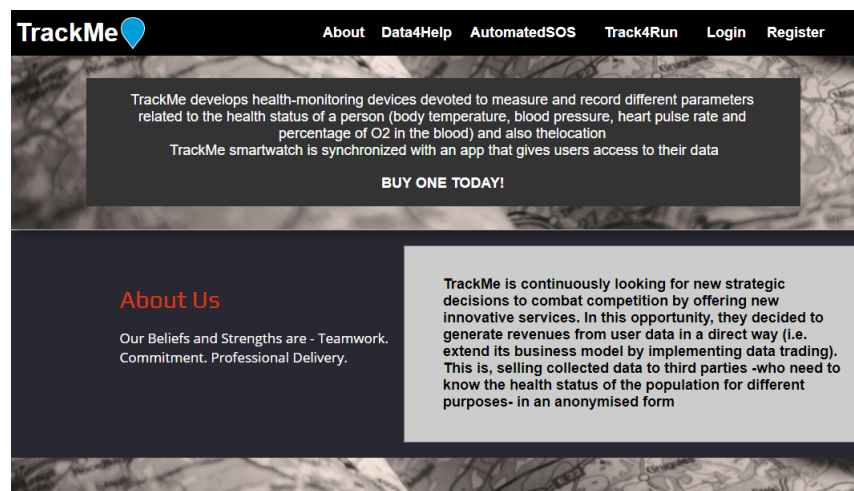 TrackMe
About Data4Help AutomatedSOS Track4Run Login Register
TrackMe develops health-monitoring devices devoted to measure and record different parameters
related to the health status of a person (body temperature, blood pressure, heart pulse rate and
percentage of O2 in the blood) and also thelocation
TrackMe smartwatch is synchronized with an app that gives users access to their data
BUY ONE TODAY!
About Us
Our Beliefs and Strengths are - Teamwork.
Commitment. Professional Delivery.
TrackMe is continuously looking for new strategic
decisions to combat competition by offering new
innovative services. In this opportunity, they decided to
generate revenues from user data in a direct way (i.e.
extend its business model by implementing data trading).
This is, selling collected data to third parties -who need to
know the health status of the population for different
purposes- in an anonymised form